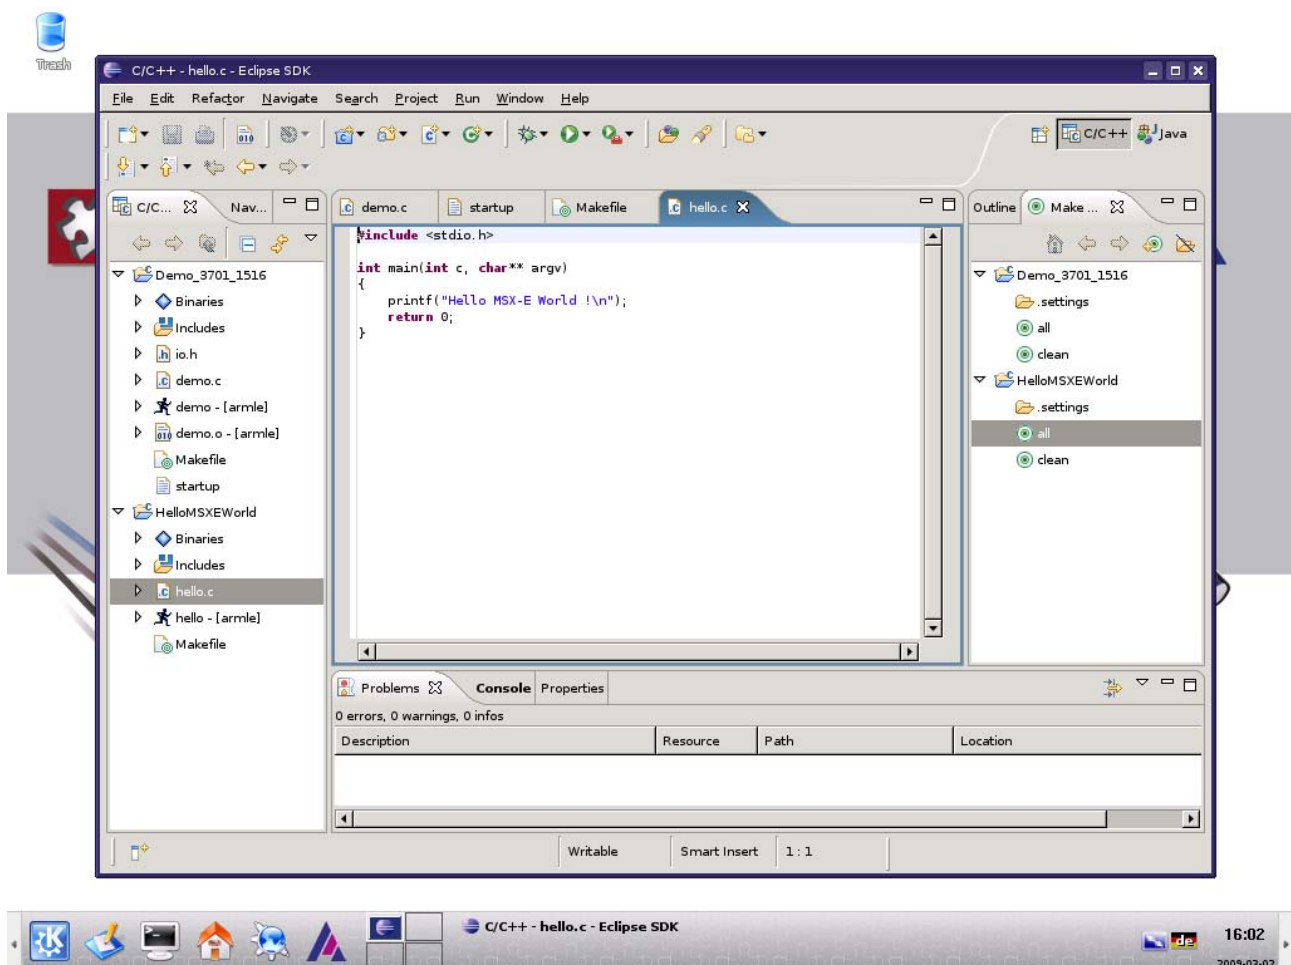 Trash
C/C++ - hello.c - Eclipse SDK
File Edit Refactor Navigate Search Project Run Window Help
C/C++ Java
C/C... Nav...
demo.c startup Makefile hello.c
Outline Make ...
Demo_3701_1516
Binaries
Includes
io.h
demo.c
demo - [armle]
demo.o - [armle]
Makefile
startup
HelloMSXEWorld
Binaries
Includes
hello.c
hello - [armle]
Makefile
#include <stdio.h>
int main(int c, char** argv)
{
printf("Hello MSX-E World !\n");
return 0;
}
Demo_3701_1516
.settings
all
clean
HelloMSXEWorld
.settings
all
clean
Problems Console Properties
0 errors, 0 warnings, 0 infos
Description Resource Path Location
Writable Smart Insert 1 : 1
C/C++ - hello.c - Eclipse SDK
de
16:02
2009-03-02